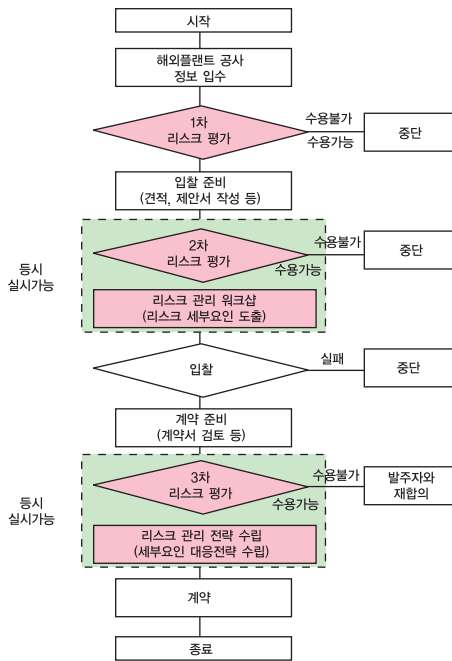 시작
해외플랜트 공사
정보 입수
1차
리스크 평가
수용불가
수용가능
중단
입찰 준비
(견적, 제안서 작성 등)
등시
실시가능
2차
리스크 평가
수용불가
수용가능
중단
리스크 관리 워크샵
(리스크 세부요인 도출)
입찰
실패
중단
계약 준비
(계약서 검토 등)
등시
실시가능
3차
리스크 평가
수용불가
수용가능
발주자와
재합의
리스크 관리 전략 수립
(세부요인 대응전략 수립)
계약
종료